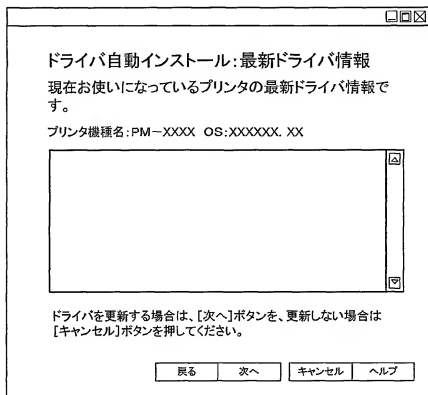 ドライバ自動インストール:最新ドライバ情報
現在お使いになっているプリンタの最新ドライバ情報で
す。
プリンタ機種名:PM-XXXX OS:XXXXXX. XX
ドライバを更新する場合は、[次へ]ボタンを、更新しない場合は
[キャンセル]ボタンを押してください。
戻る 次へ キャンセル ヘルプ